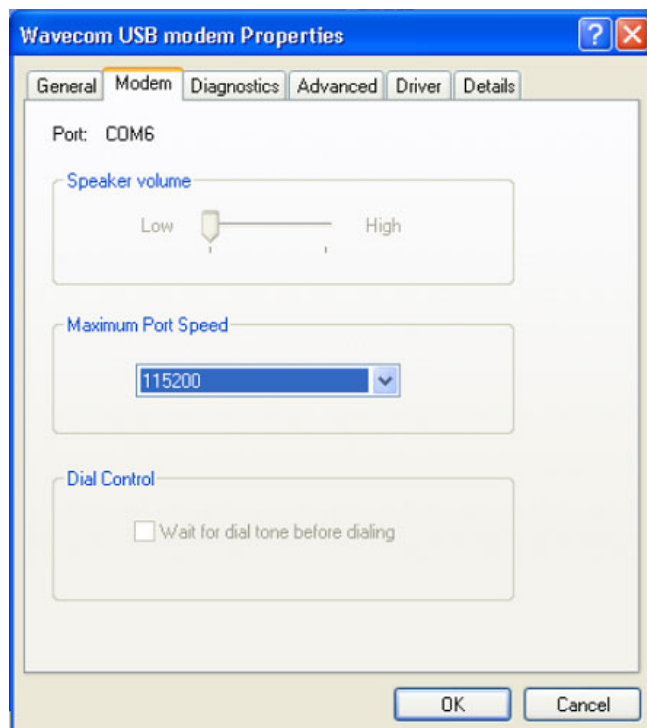 Wavecom USB modem Properties
?
General Modem Diagnostics Advanced Driver Details
Port: COM6
Speaker volume
Low High
Maximum Port Speed
115200
Dial Control
Wait for dial tone before dialing
OK Cancel